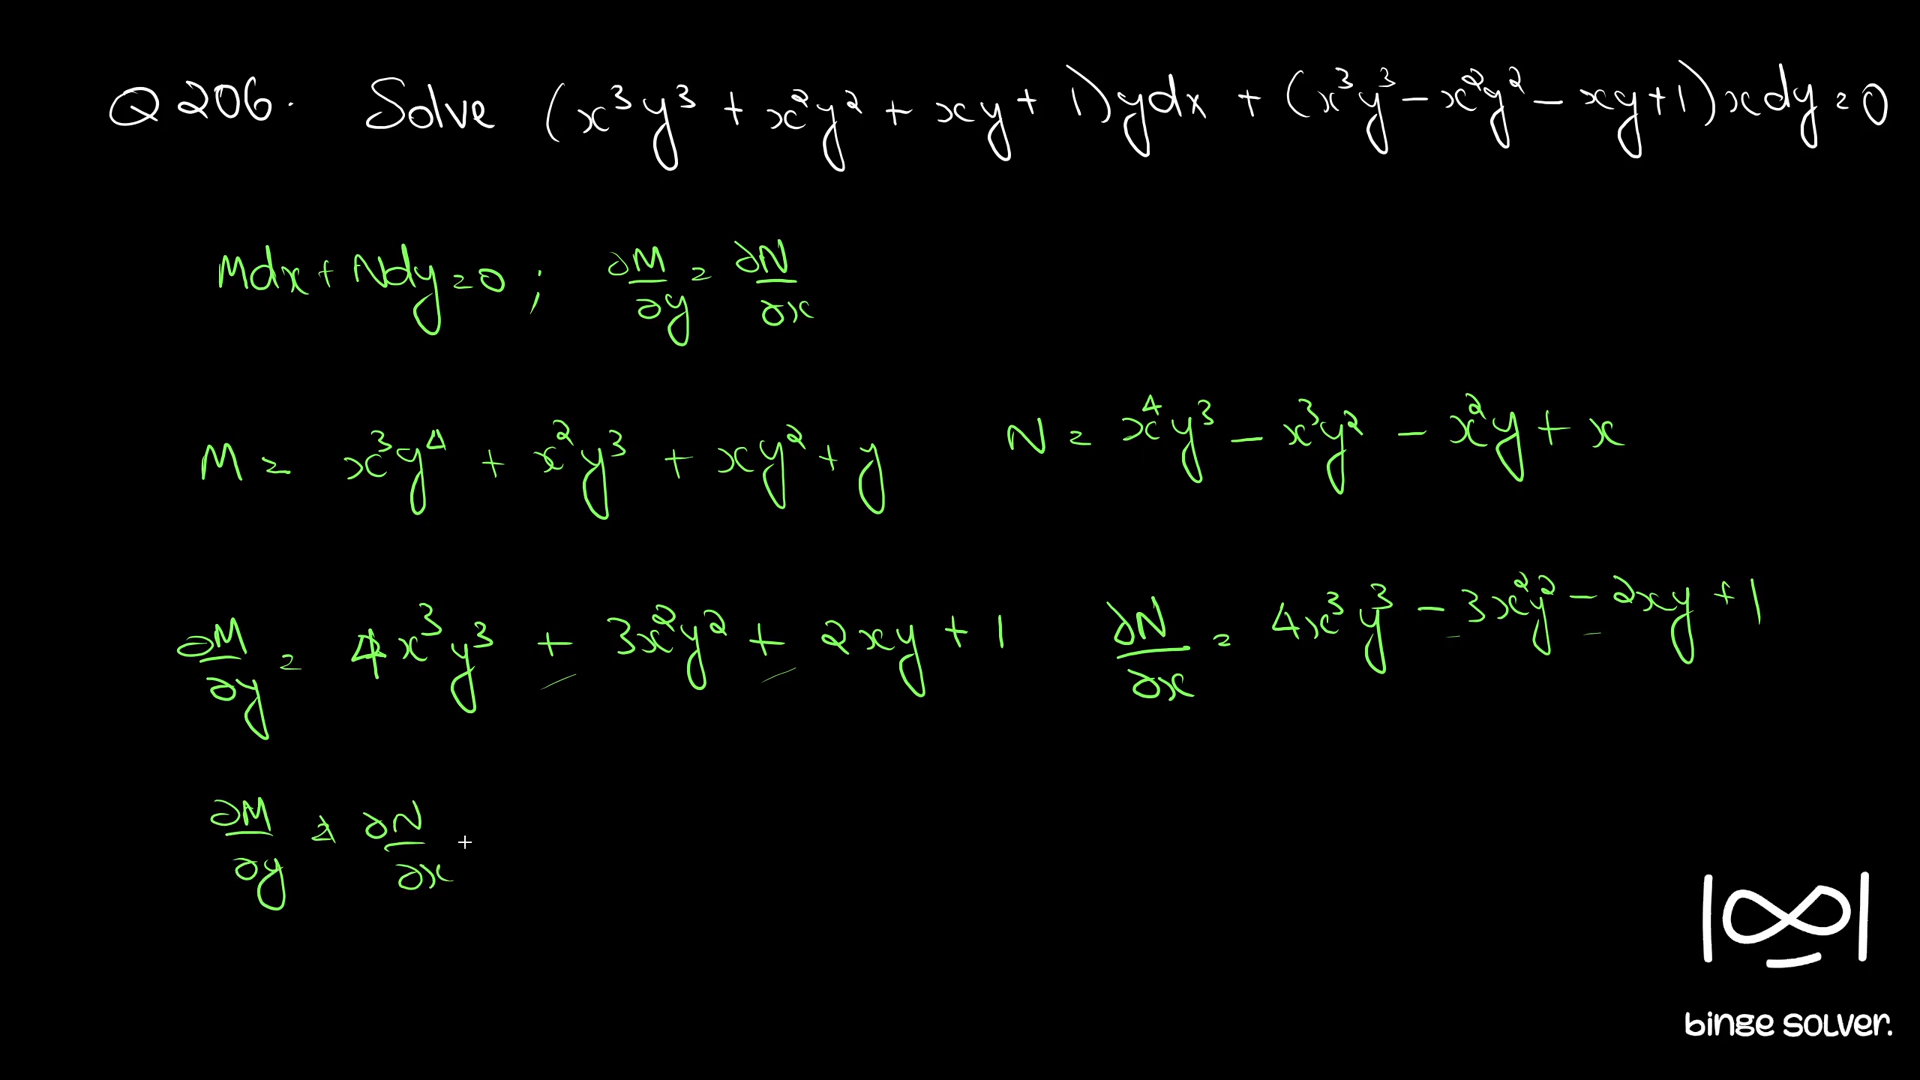 Q 206. Solve (x³y³ + x²y² + xy + 1)ydx + (x³y³ − x²y² − xy + 1)xdy = 0
Mdx + Ndy = 0 ; ∂M/∂y = ∂N/∂x
M = x³y⁴ + x²y³ + xy² + y N = x⁴y³ − x³y² − x²y + x
∂M/∂y = 4x³y³ + 3x²y² + 2xy + 1 ∂N/∂x = 4x³y³ − 3x²y² − 2xy + 1
∂M/∂y ≠ ∂N/∂x
binge SOLVER.